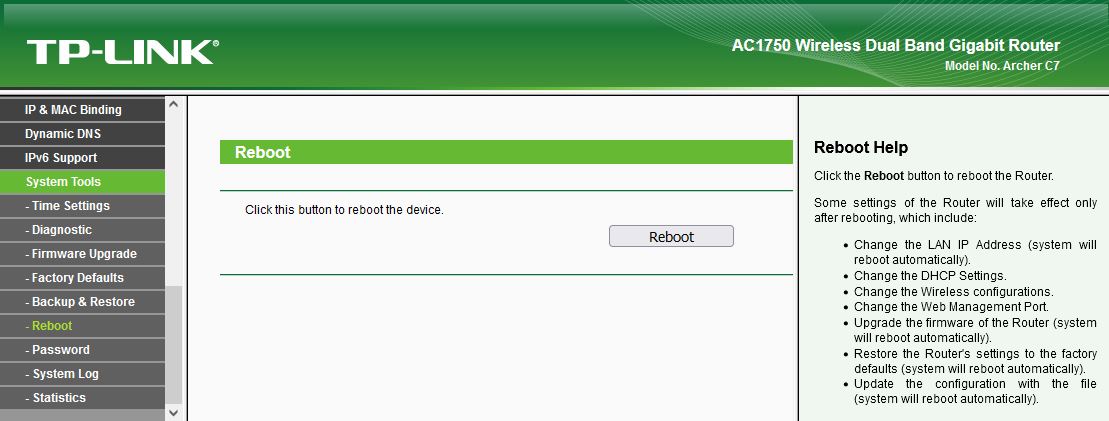 TP-LINK®
AC1750 Wireless Dual Band Gigabit Router
Model No. Archer C7
IP & MAC Binding
Dynamic DNS
IPv6 Support
System Tools
- Time Settings
- Diagnostic
- Firmware Upgrade
- Factory Defaults
- Backup & Restore
- Reboot
- Password
- System Log
- Statistics
Reboot
Click this button to reboot the device.
Reboot
Reboot Help
Click the Reboot button to reboot the Router.
Some settings of the Router will take effect only
after rebooting, which include:
• Change the LAN IP Address (system will
reboot automatically).
• Change the DHCP Settings.
• Change the Wireless configurations.
• Change the Web Management Port.
• Upgrade the firmware of the Router (system
will reboot automatically).
• Restore the Router's settings to the factory
defaults (system will reboot automatically).
• Update the configuration with the file
(system will reboot automatically).